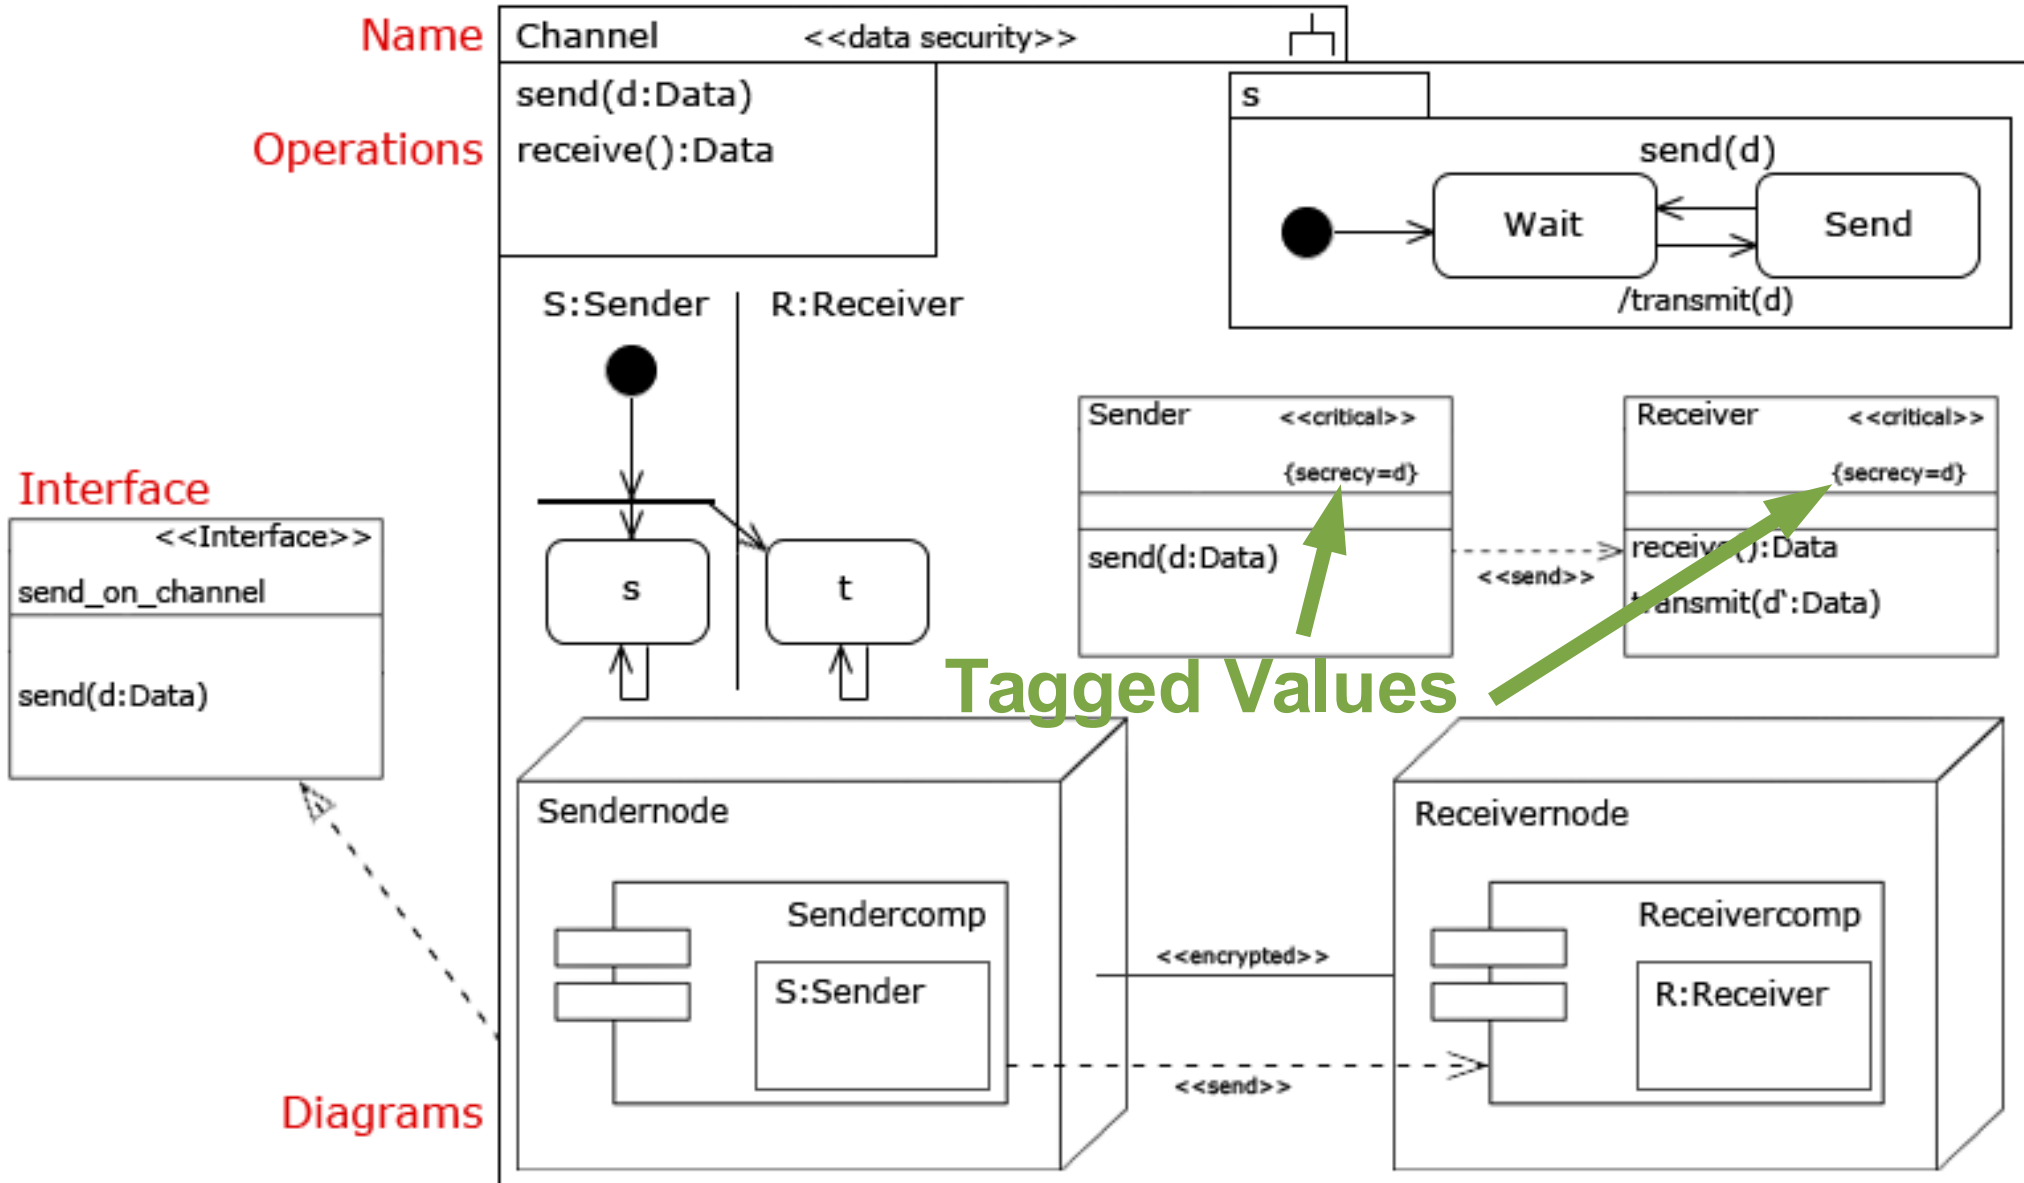 Name
Channel <<data security>>
send(d:Data)
Operations
receive():Data
s
send(d)
Wait
Send
/transmit(d)
S:Sender
R:Receiver
s
t
Interface
<<Interface>>
send_on_channel
send(d:Data)
Sender <<critical>>
{secrecy=d}
send(d:Data)
<<send>>
Receiver <<critical>>
{secrecy=d}
receive():Data
transmit(d‘:Data)
Tagged Values
Sendernode
Sendercomp
S:Sender
<<encrypted>>
<<send>>
Receivernode
Receivercomp
R:Receiver
Diagrams